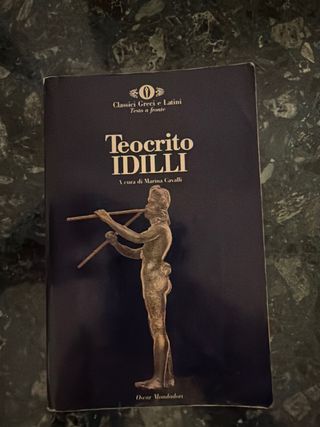 Classici Greci e Latini
Testo a fronte
Teocrito
IDILLI
A cura di Marina Cavalli
Oscar Mondadori